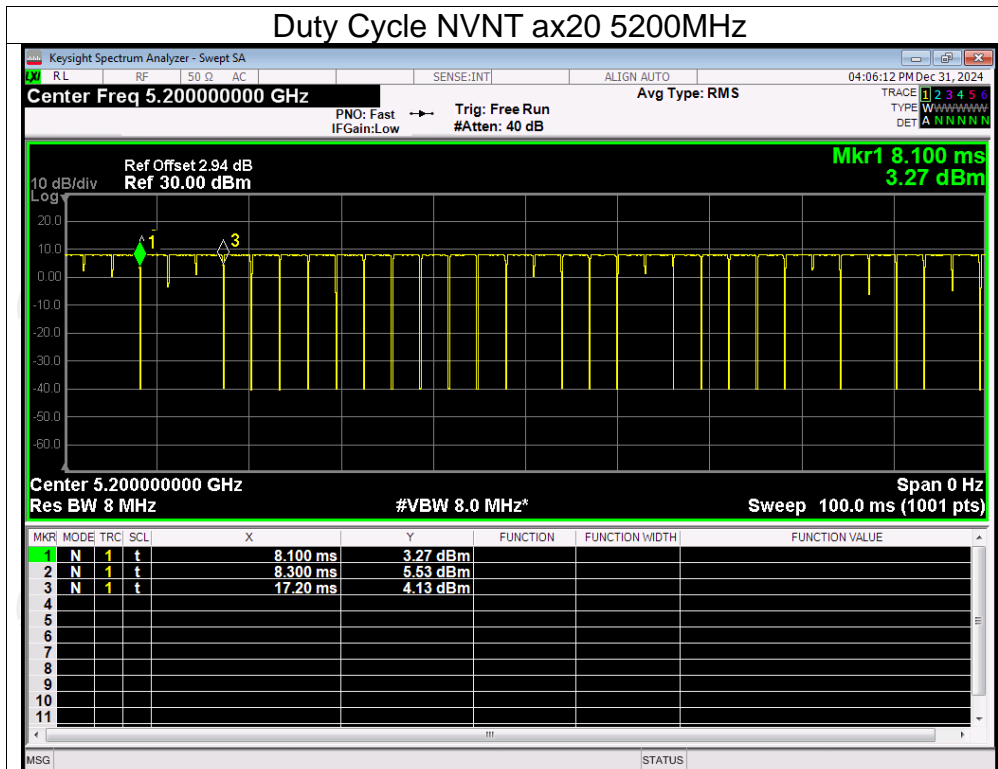 Duty Cycle NVNT ax20 5200MHz
Keysight Spectrum Analyzer - Swept SA
LXI RL RF 50 Ω AC SENSE:INT ALIGN AUTO 04:06:12 PM Dec 31, 2024
Center Freq 5.200000000 GHz Avg Type: RMS TRACE 1 2 3 4 5 6
PNO: Fast Trig: Free Run TYPE WWWWWWW
IFGain:Low #Atten: 40 dB DET A N N N N N
Mkr1 8.100 ms
Ref Offset 2.94 dB
10 dB/div Ref 30.00 dBm 3.27 dBm
Log
20.0
10.0 1 3
0.00
-10.0
-20.0
-30.0
-40.0
-50.0
-60.0
Center 5.200000000 GHz Span 0 Hz
Res BW 8 MHz #VBW 8.0 MHz* Sweep 100.0 ms (1001 pts)
MKR MODE TRC SCL X Y FUNCTION FUNCTION WIDTH FUNCTION VALUE
1 N 1 t 8.100 ms 3.27 dBm
2 N 1 t 8.300 ms 5.53 dBm
3 N 1 t 17.20 ms 4.13 dBm
4
5
6
7
8
9
10
11
MSG STATUS